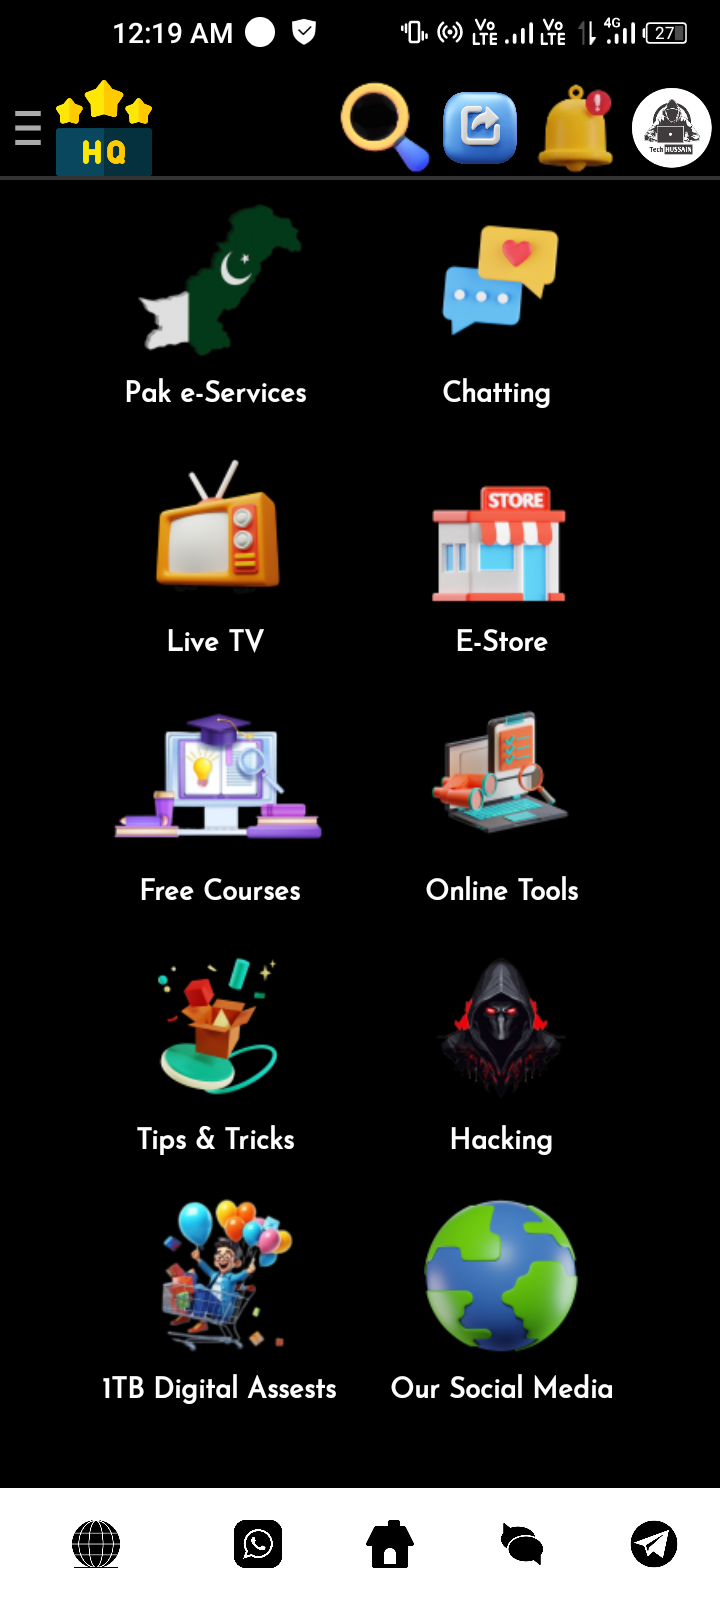 12:19 AM
Vo LTE Vo LTE 4G 27
HQ
Tech HUSSAIN
Pak e-Services
Chatting
STORE
Live TV
E-Store
Free Courses
Online Tools
Tips & Tricks
Hacking
1TB Digital Assests
Our Social Media